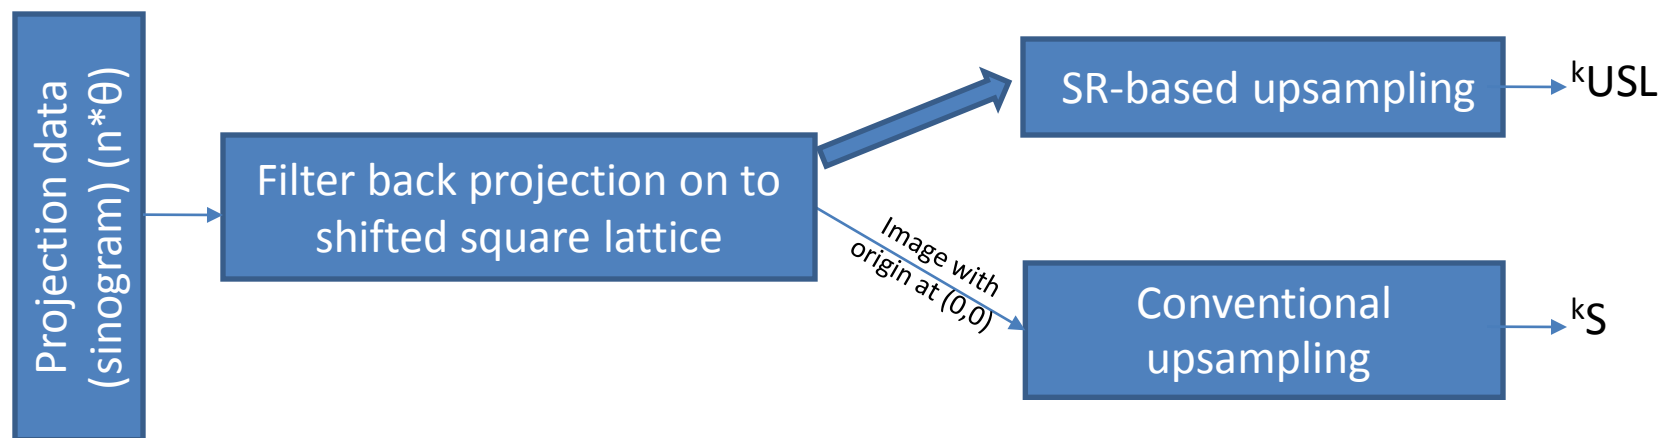 Projection data
(sinogram) (n*θ)
Filter back projection on to
shifted square lattice
SR-based upsampling
kUSL
Image with
origin at (0,0)
Conventional
upsampling
kS